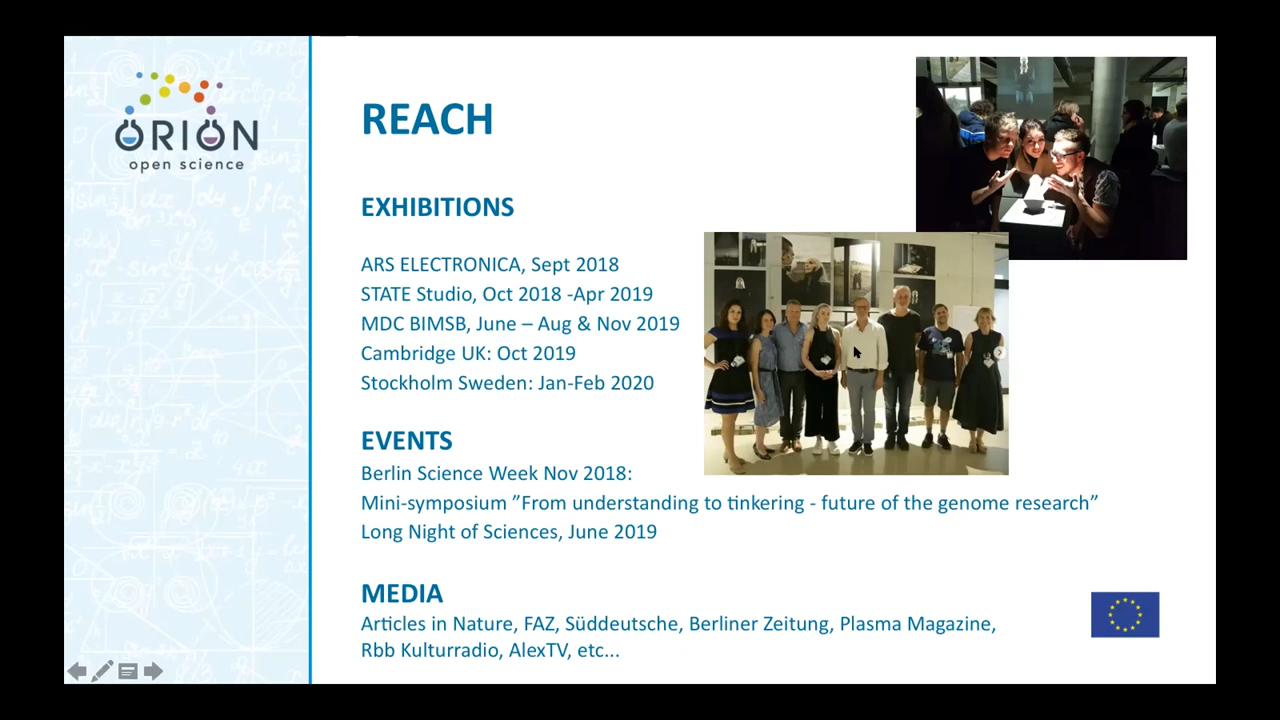 ORION
open science
REACH
EXHIBITIONS
ARS ELECTRONICA, Sept 2018
STATE Studio, Oct 2018 -Apr 2019
MDC BIMSB, June – Aug & Nov 2019
Cambridge UK: Oct 2019
Stockholm Sweden: Jan-Feb 2020
EVENTS
Berlin Science Week Nov 2018:
Mini-symposium ”From understanding to tinkering - future of the genome research”
Long Night of Sciences, June 2019
MEDIA
Articles in Nature, FAZ, Süddeutsche, Berliner Zeitung, Plasma Magazine,
Rbb Kulturradio, AlexTV, etc...